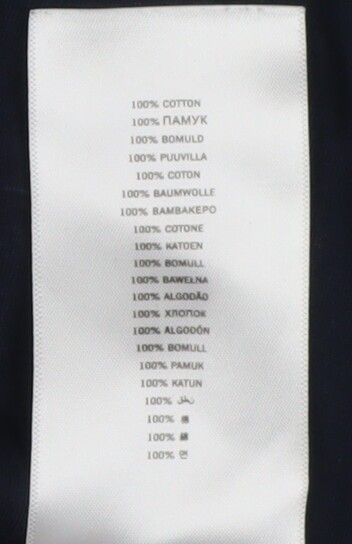 100% COTTON
100% ПАМУК
100% BOMULD
100% PUUVILLA
100% COTON
100% BAUMWOLLE
100% BAMBAKEPO
100% COTONE
100% KATOEN
100% BOMULL
100% BAWEŁNA
100% ALGODÃO
100% ХЛОПОК
100% ALGODÓN
100% BOMULL
100% PAMUK
100% KATUN
100%
100% 棉
100% 綿
100% 면